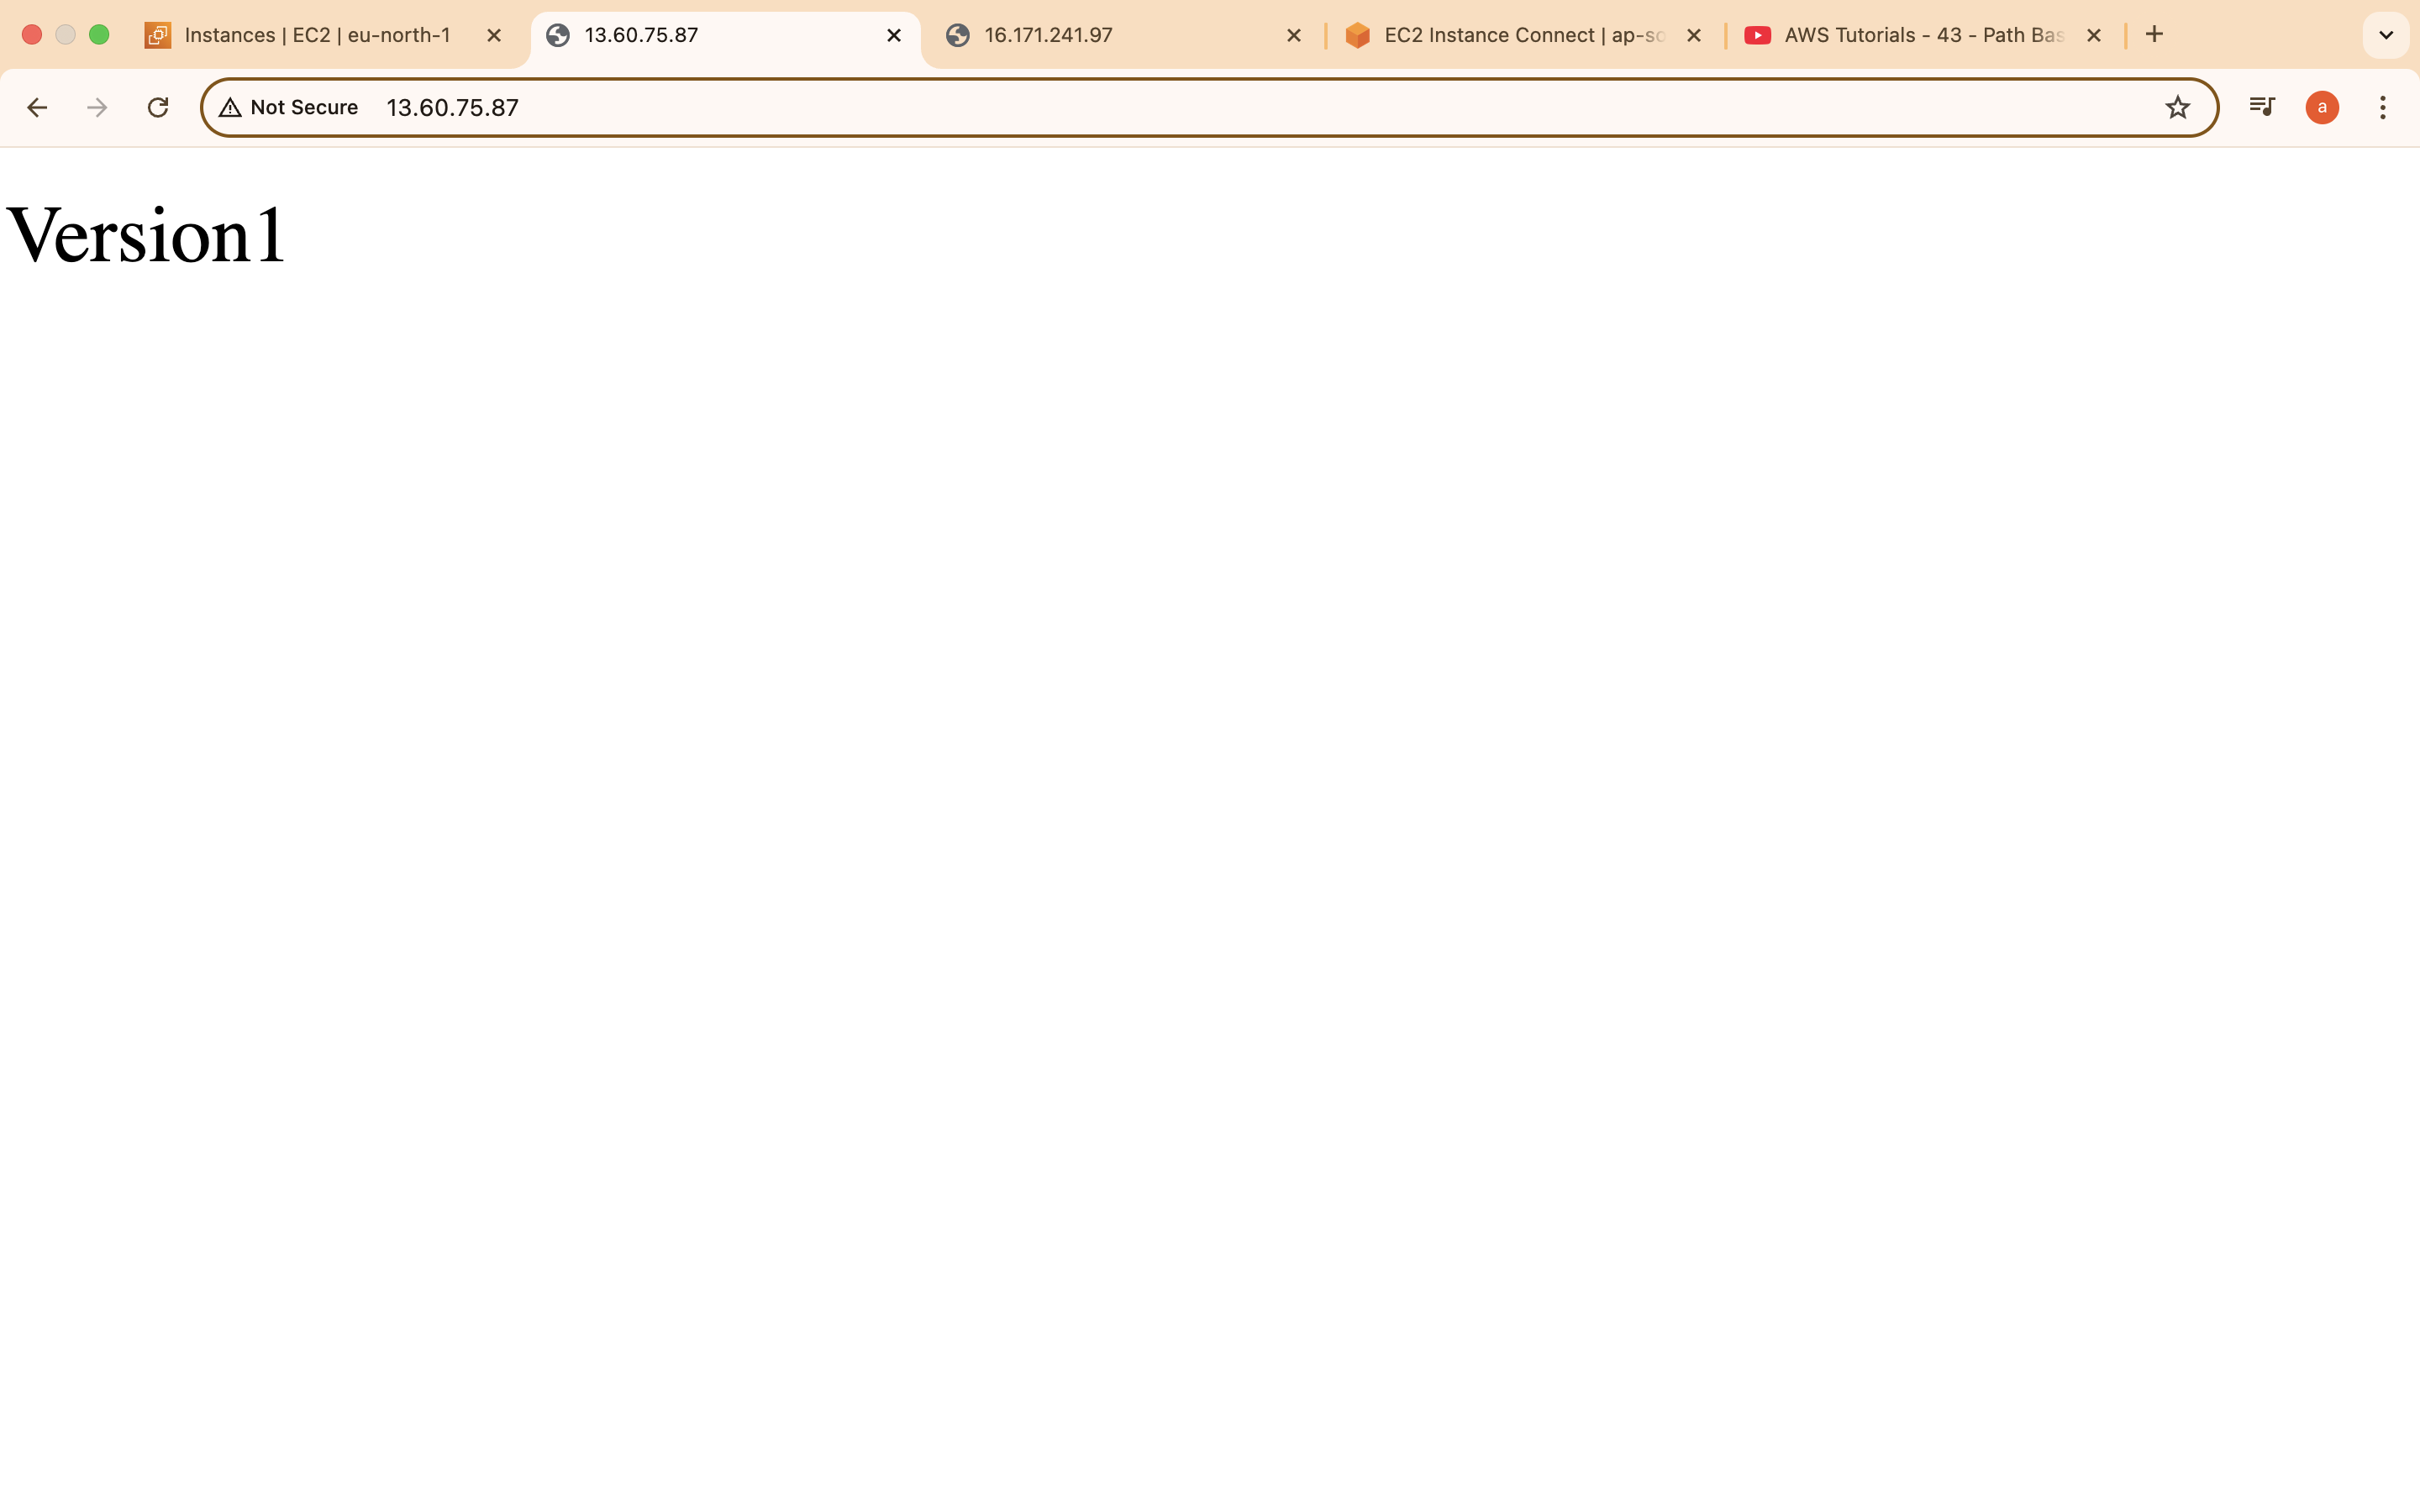 Instances | EC2 | eu-north-1
13.60.75.87
16.171.241.97
EC2 Instance Connect | ap-so
AWS Tutorials - 43 - Path Bas
Not Secure
13.60.75.87
a
Version1